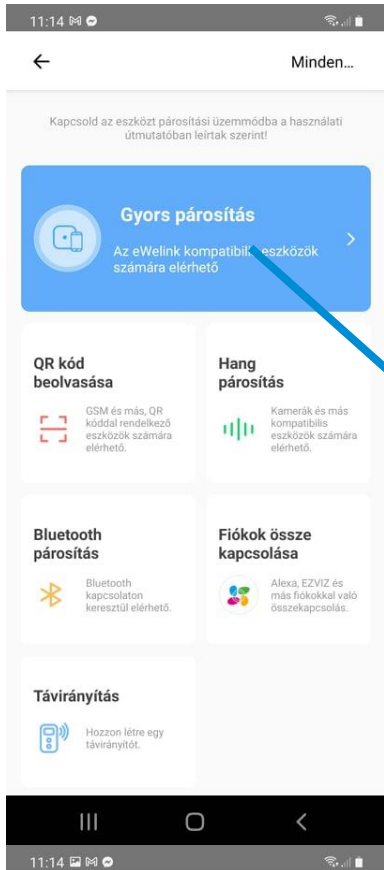 11:14
Minden...
Kapcsold az eszközt párosítási üzemmódba a használati
útmutatóban leírtak szerint!
Gyors párosítás
Az eWelink kompatibilis eszközök
számára elérhető
QR kód
beolvasása
GSM és más, QR
kóddal rendelkező
eszközök számára
elérhető.
Hang
párosítás
Kamerák és más
kompatibilis
eszközök számára
elérhető.
Bluetooth
párosítás
Bluetooth
kapcsolaton
keresztül elérhető.
Fiókok össze
kapcsolása
Alexa, EZVIZ és
más fiókokkal való
összekapcsolás.
Távirányítás
Hozzon létre egy
távirányítót.
11:14